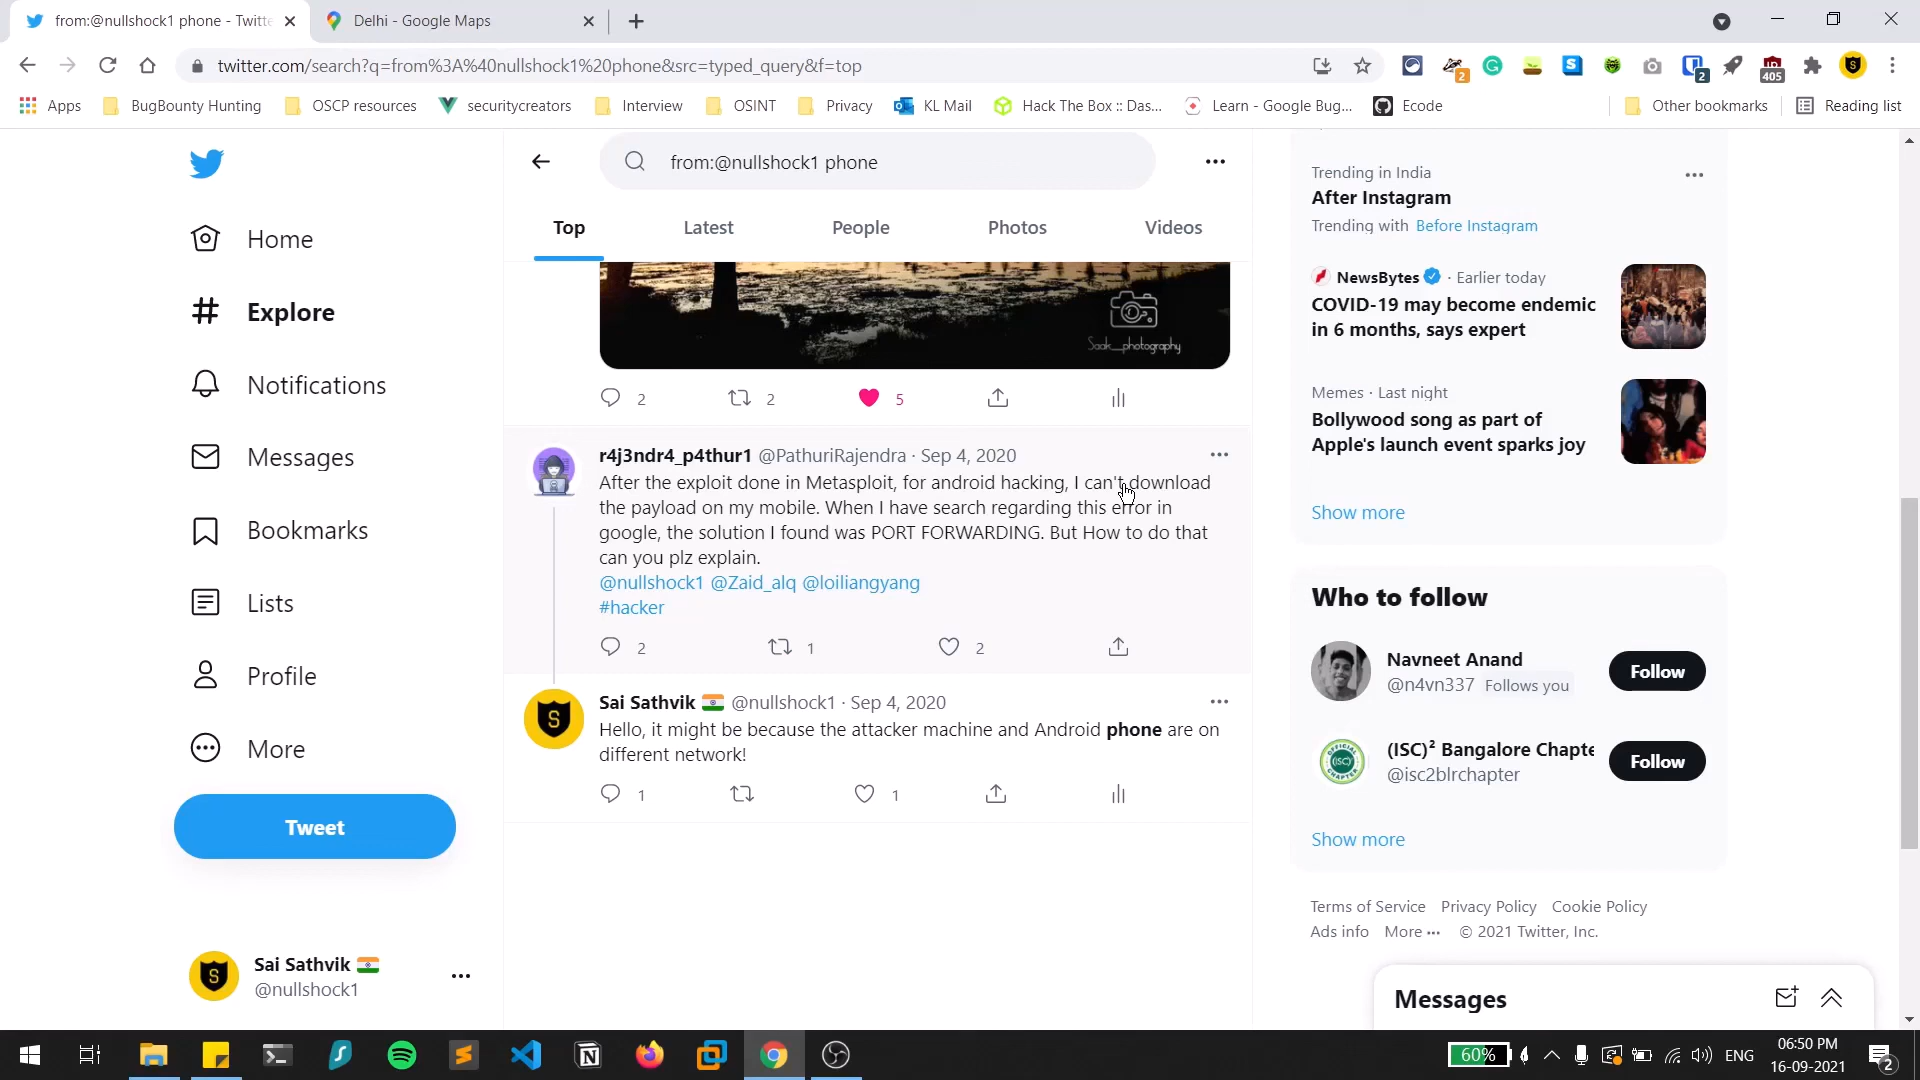 from:@nullshock1 phone - Twitte
Delhi - Google Maps
twitter.com/search?q=from%3A%40nullshock1%20phone&src=typed_query&f=top
2
2
405
Apps
BugBounty Hunting
OSCP resources
securitycreators
Interview
OSINT
Privacy
KL Mail
Hack The Box :: Das...
Learn - Google Bug...
Ecode
Other bookmarks
Reading list
Home
Explore
Notifications
Messages
Bookmarks
Lists
Profile
More
Tweet
Sai Sathvik 🇮🇳
@nullshock1
from:@nullshock1 phone
Top
Latest
People
Photos
Videos
Saak_photography
2
2
5
r4j3ndr4_p4thur1 @PathuriRajendra · Sep 4, 2020
After the exploit done in Metasploit, for android hacking, I can't download
the payload on my mobile. When I have search regarding this error in
google, the solution I found was PORT FORWARDING. But How to do that
can you plz explain.
@nullshock1 @Zaid_alq @loiliangyang
#hacker
2
1
2
Sai Sathvik 🇮🇳 @nullshock1 · Sep 4, 2020
Hello, it might be because the attacker machine and Android phone are on
different network!
1
1
Trending in India
After Instagram
Trending with Before Instagram
NewsBytes · Earlier today
COVID-19 may become endemic
in 6 months, says expert
Memes · Last night
Bollywood song as part of
Apple's launch event sparks joy
Show more
Who to follow
Navneet Anand
@n4vn337 Follows you
Follow
(ISC)² Bangalore Chapte
@isc2blrchapter
Follow
Show more
Terms of Service Privacy Policy Cookie Policy
Ads info More ··· © 2021 Twitter, Inc.
Messages
60%
ENG
06:50 PM
16-09-2021
2